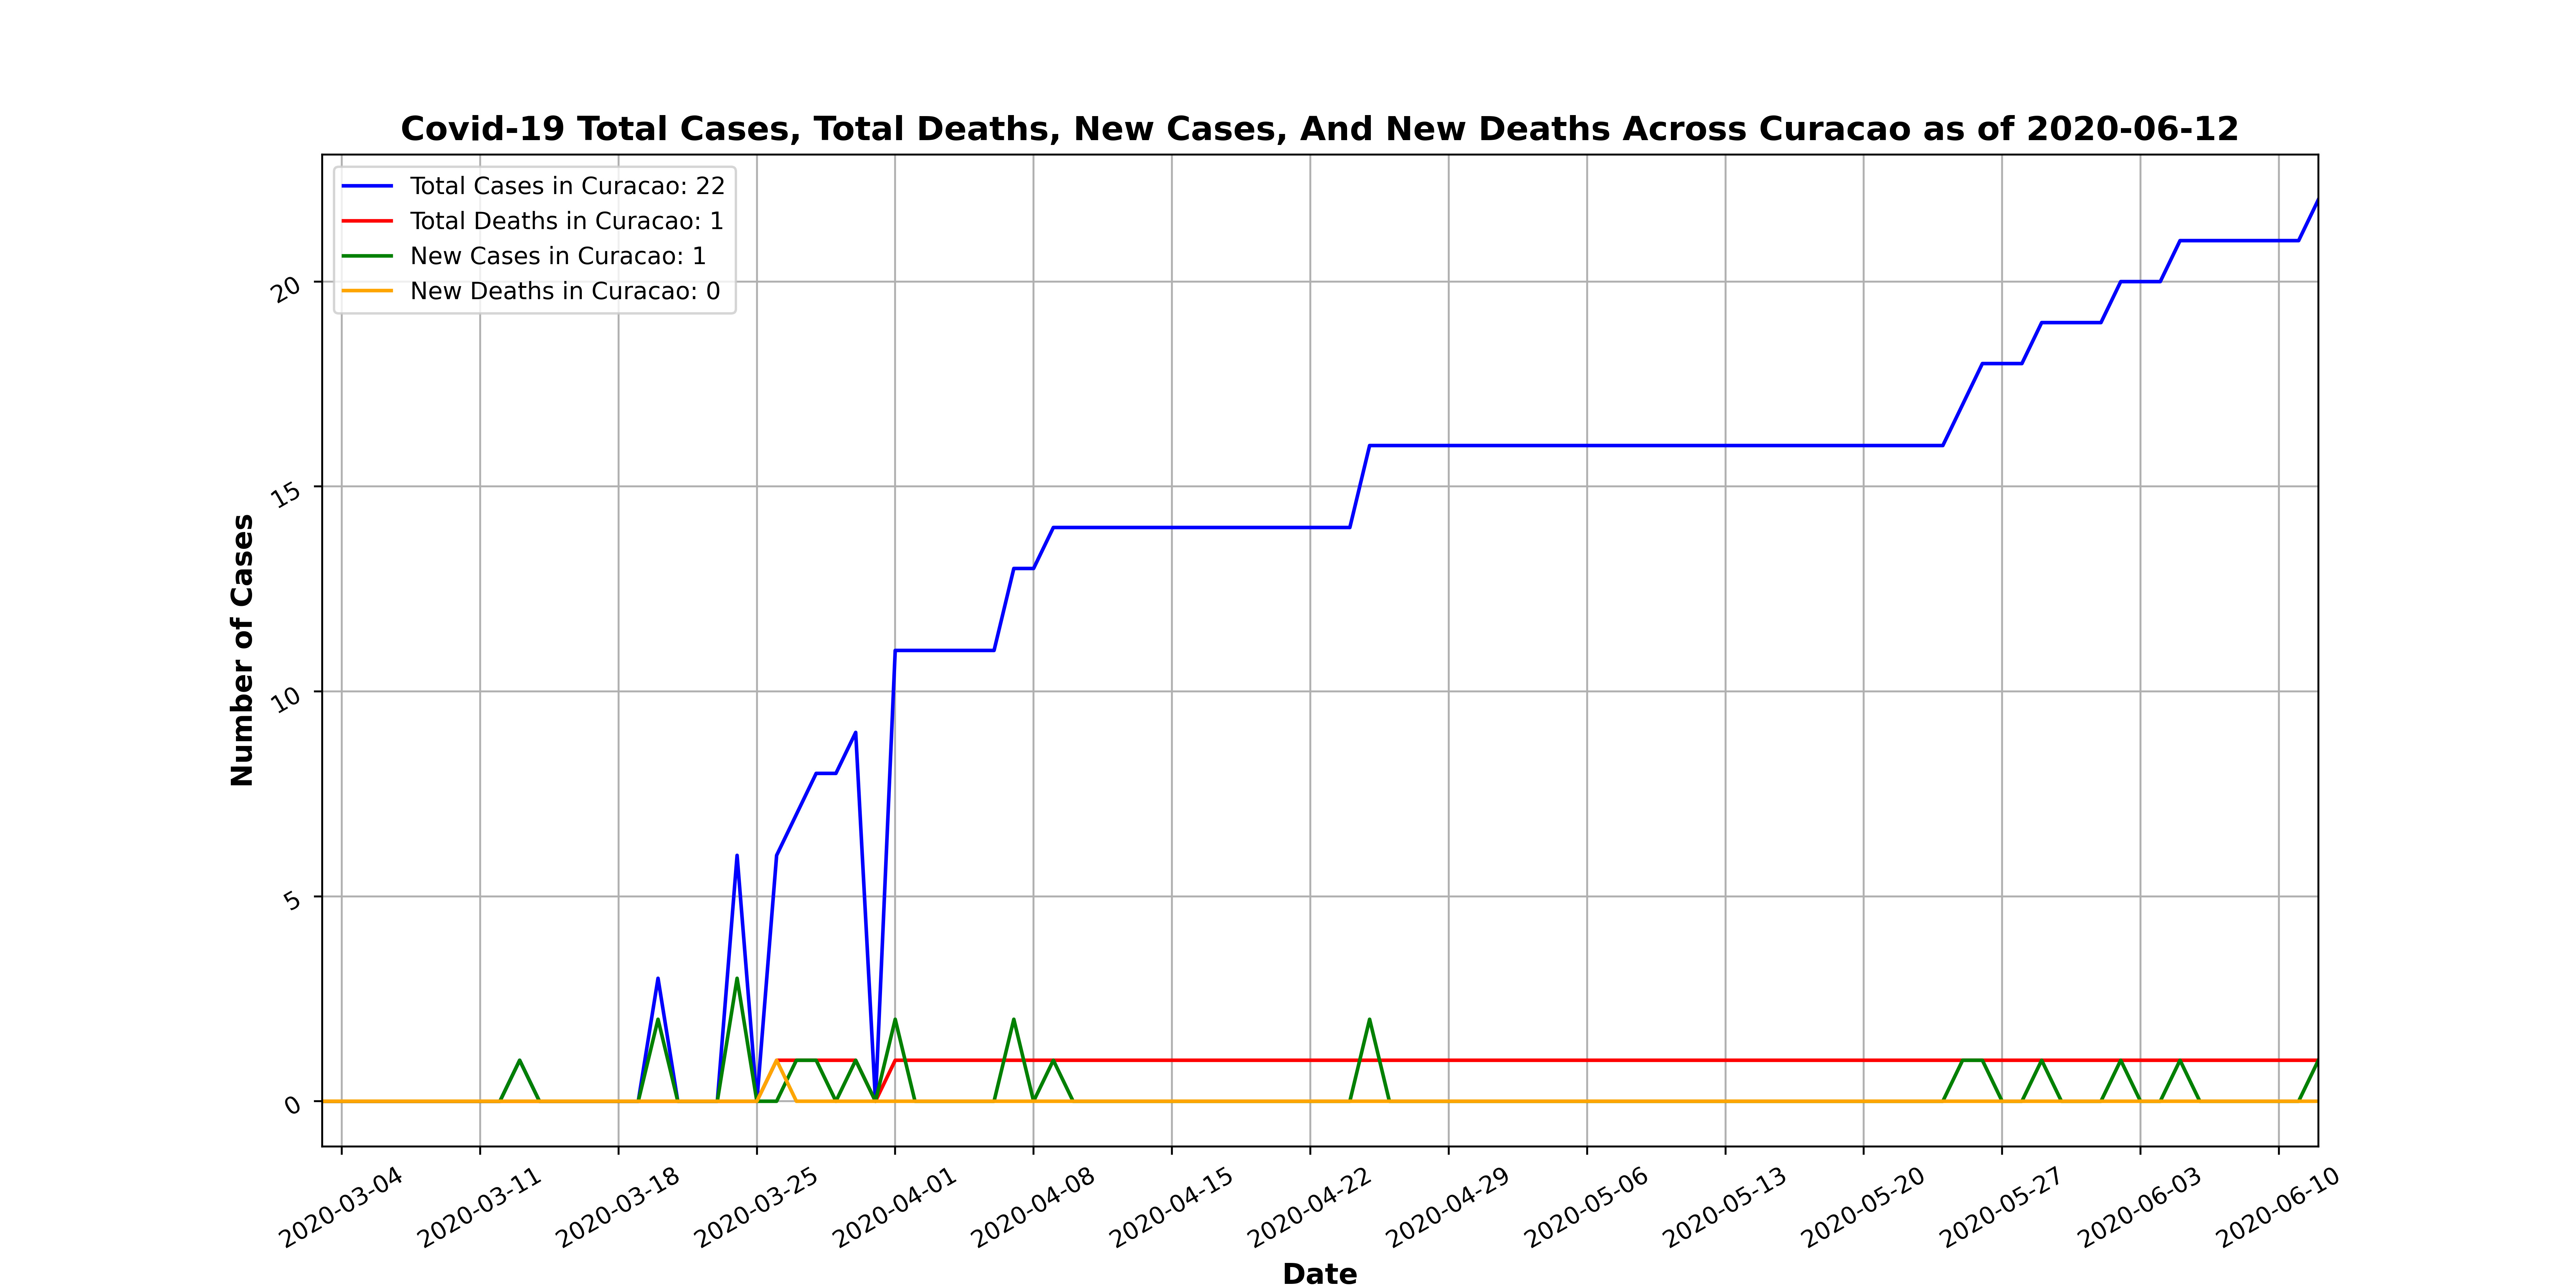 Covid-19 Total Cases, Total Deaths, New Cases, And New Deaths Across Curacao as of 2020-06-12
Total Cases in Curacao: 22
Total Deaths in Curacao: 1
New Cases in Curacao: 1
New Deaths in Curacao: 0
Number of Cases
20
15
10
5
0
2020-03-04
2020-03-11
2020-03-18
2020-03-25
2020-04-01
2020-04-08
2020-04-15
2020-04-22
2020-04-29
2020-05-06
2020-05-13
2020-05-20
2020-05-27
2020-06-03
2020-06-10
Date